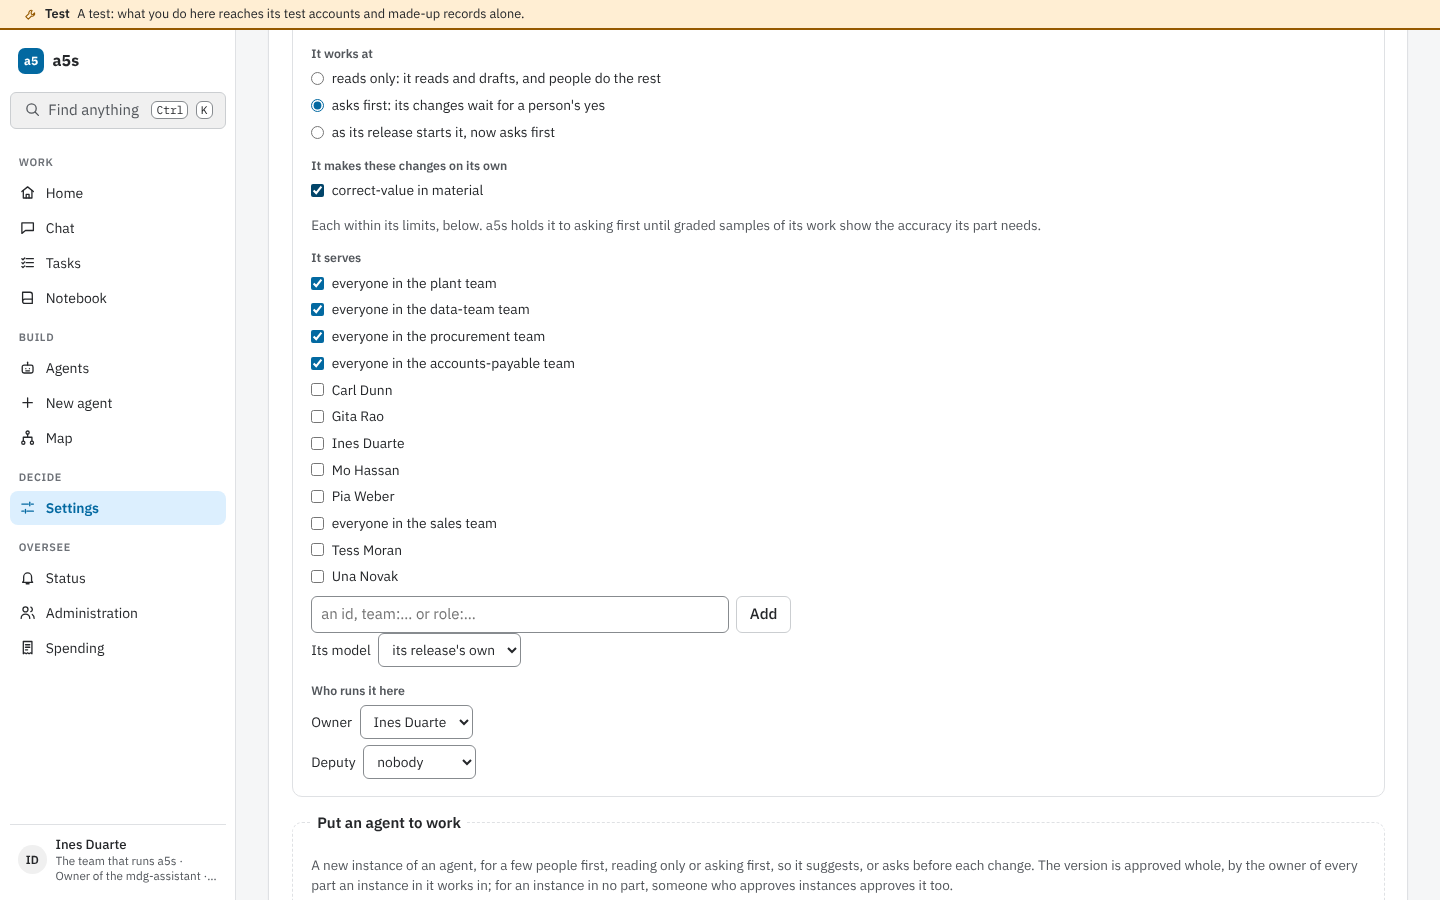 Test A test: what you do here reaches its test accounts and made-up records alone.
a5 a5s
Find anything Ctrl K
WORK
Home
Chat
Tasks
Notebook
BUILD
Agents
New agent
Map
DECIDE
Settings
OVERSEE
Status
Administration
Spending
ID
Ines Duarte
The team that runs a5s ·
Owner of the mdg-assistant ·…
It works at
reads only: it reads and drafts, and people do the rest
asks first: its changes wait for a person's yes
as its release starts it, now asks first
It makes these changes on its own
correct-value in material
Each within its limits, below. a5s holds it to asking first until graded samples of its work show the accuracy its part needs.
It serves
everyone in the plant team
everyone in the data-team team
everyone in the procurement team
everyone in the accounts-payable team
Carl Dunn
Gita Rao
Ines Duarte
Mo Hassan
Pia Weber
everyone in the sales team
Tess Moran
Una Novak
an id, team:... or role:... Add
Its model its release's own
Who runs it here
Owner Ines Duarte
Deputy nobody
Put an agent to work
A new instance of an agent, for a few people first, reading only or asking first, so it suggests, or asks before each change. The version is approved whole, by the owner of every
part an instance in it works in; for an instance in no part, someone who approves instances approves it too.